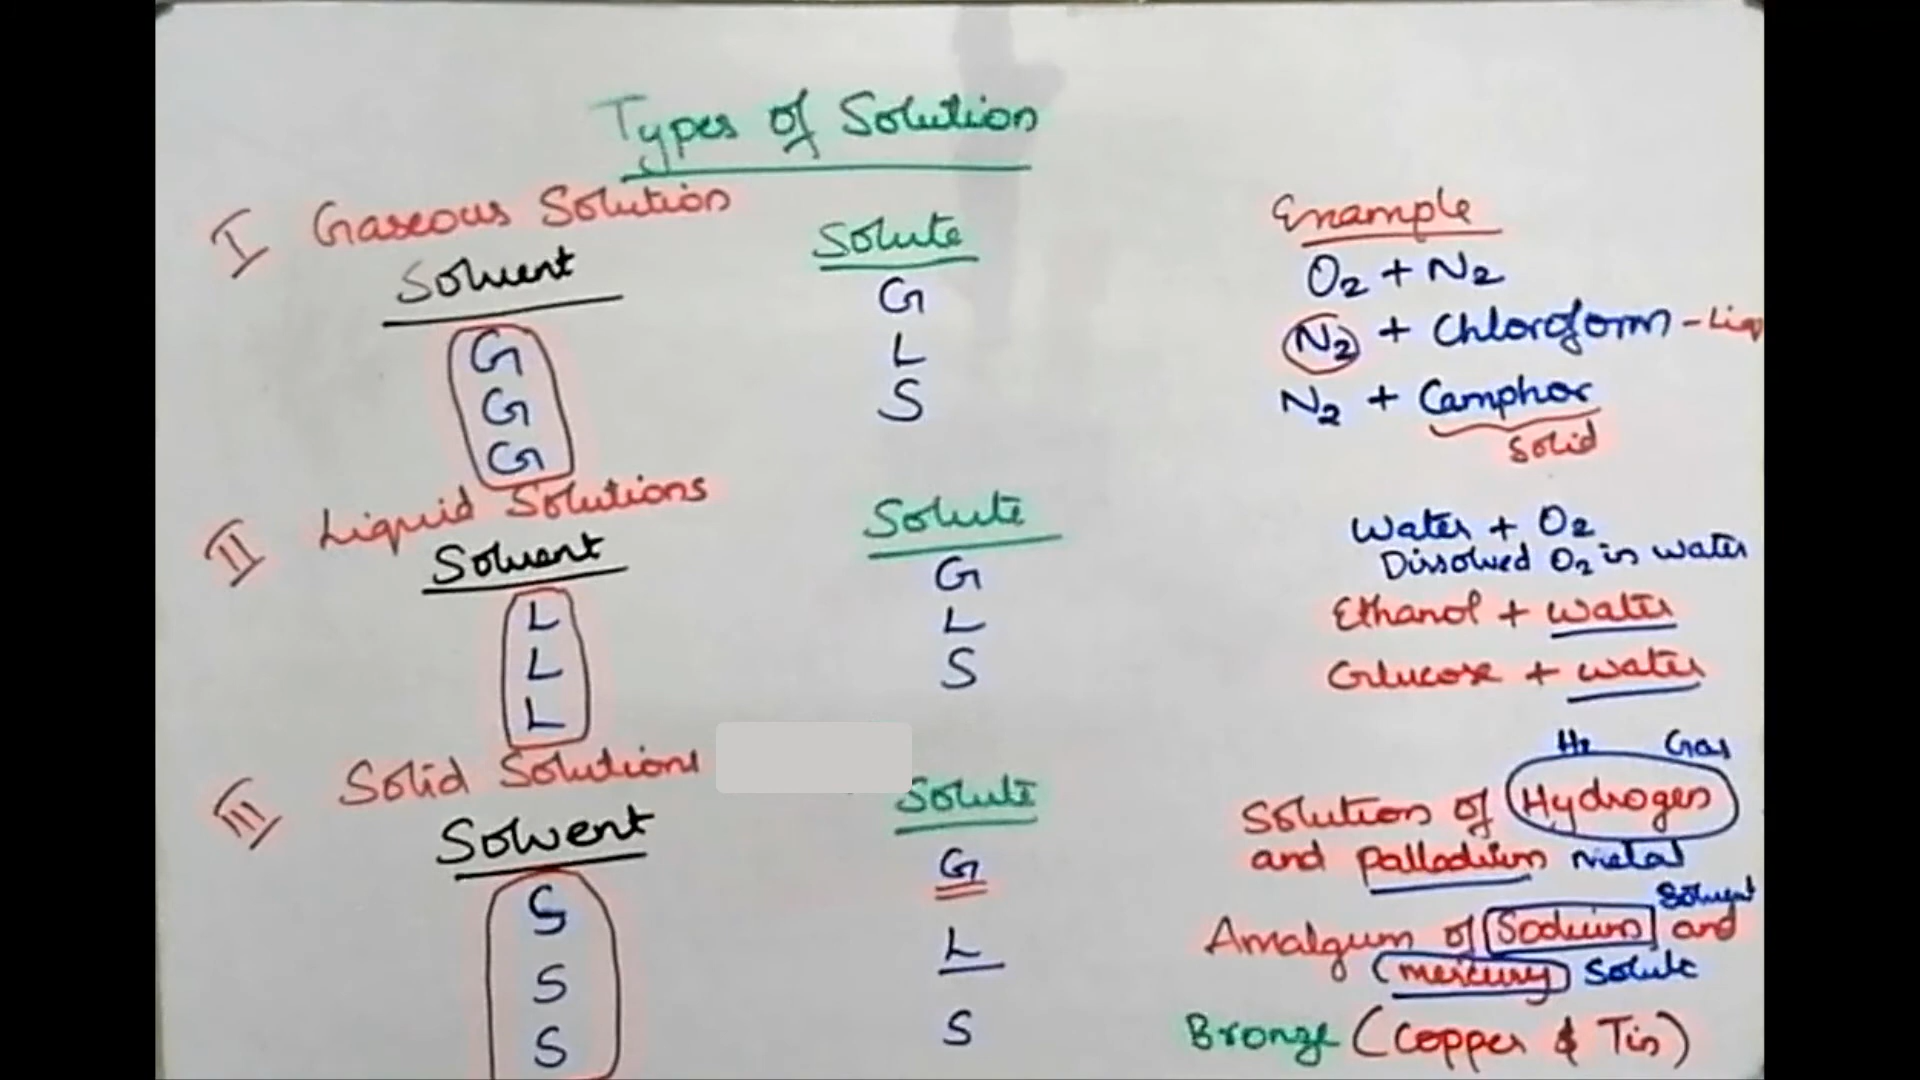 Types of Solution
I Gaseous Solution
Solvent Solute Example
G G O2 + N2
G L N2 + Chloroform - Liq
G S N2 + Camphor
Solid
II Liquid Solutions
Solvent Solute
L G Water + O2
Dissolved O2 in water
L L Ethanol + water
L S Glucose + water
III Solid Solutions
Solvent Solute
H2 Gas
S G Solution of Hydrogen
and palladium metal
Solvent
S L Amalgum of Sodium and
mercury Solute
S S Bronze (Copper & Tin)